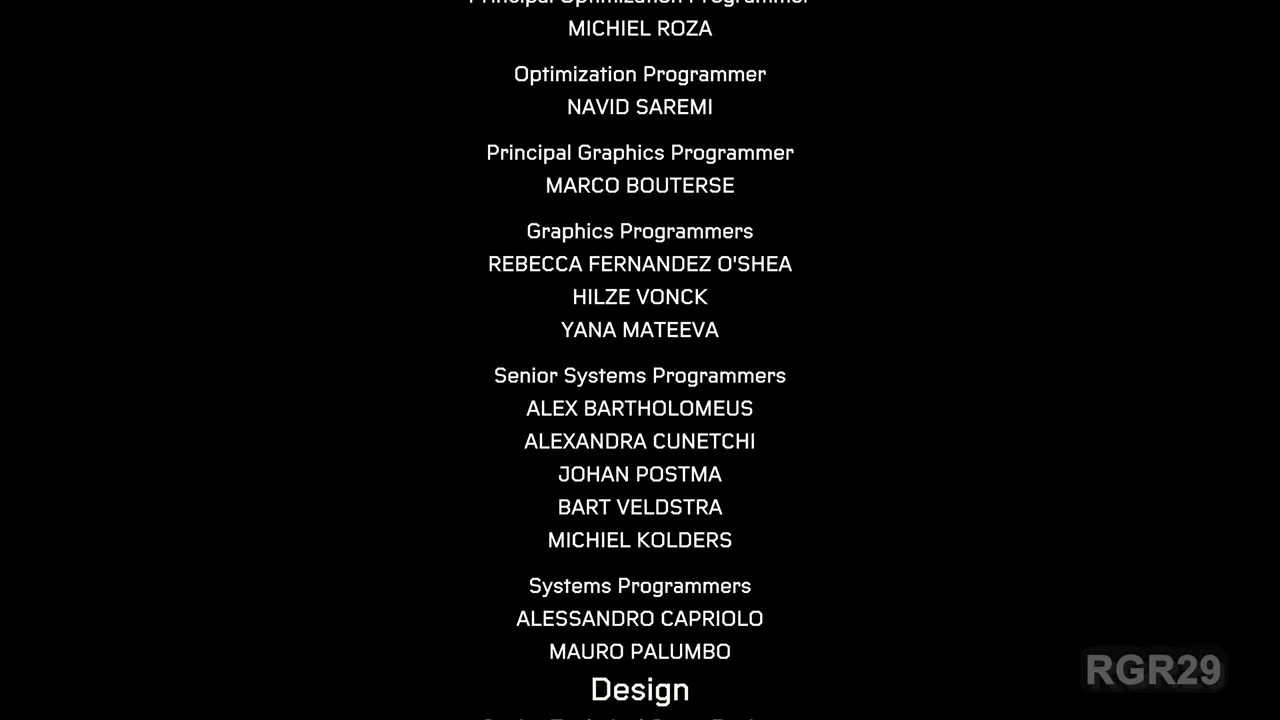 Principal Optimization Programmer
MICHIEL ROZA
Optimization Programmer
NAVID SAREMI
Principal Graphics Programmer
MARCO BOUTERSE
Graphics Programmers
REBECCA FERNANDEZ O'SHEA
HILZE VONCK
YANA MATEEVA
Senior Systems Programmers
ALEX BARTHOLOMEUS
ALEXANDRA CUNETCHI
JOHAN POSTMA
BART VELDSTRA
MICHIEL KOLDERS
Systems Programmers
ALESSANDRO CAPRIOLO
MAURO PALUMBO
Design
RGR29